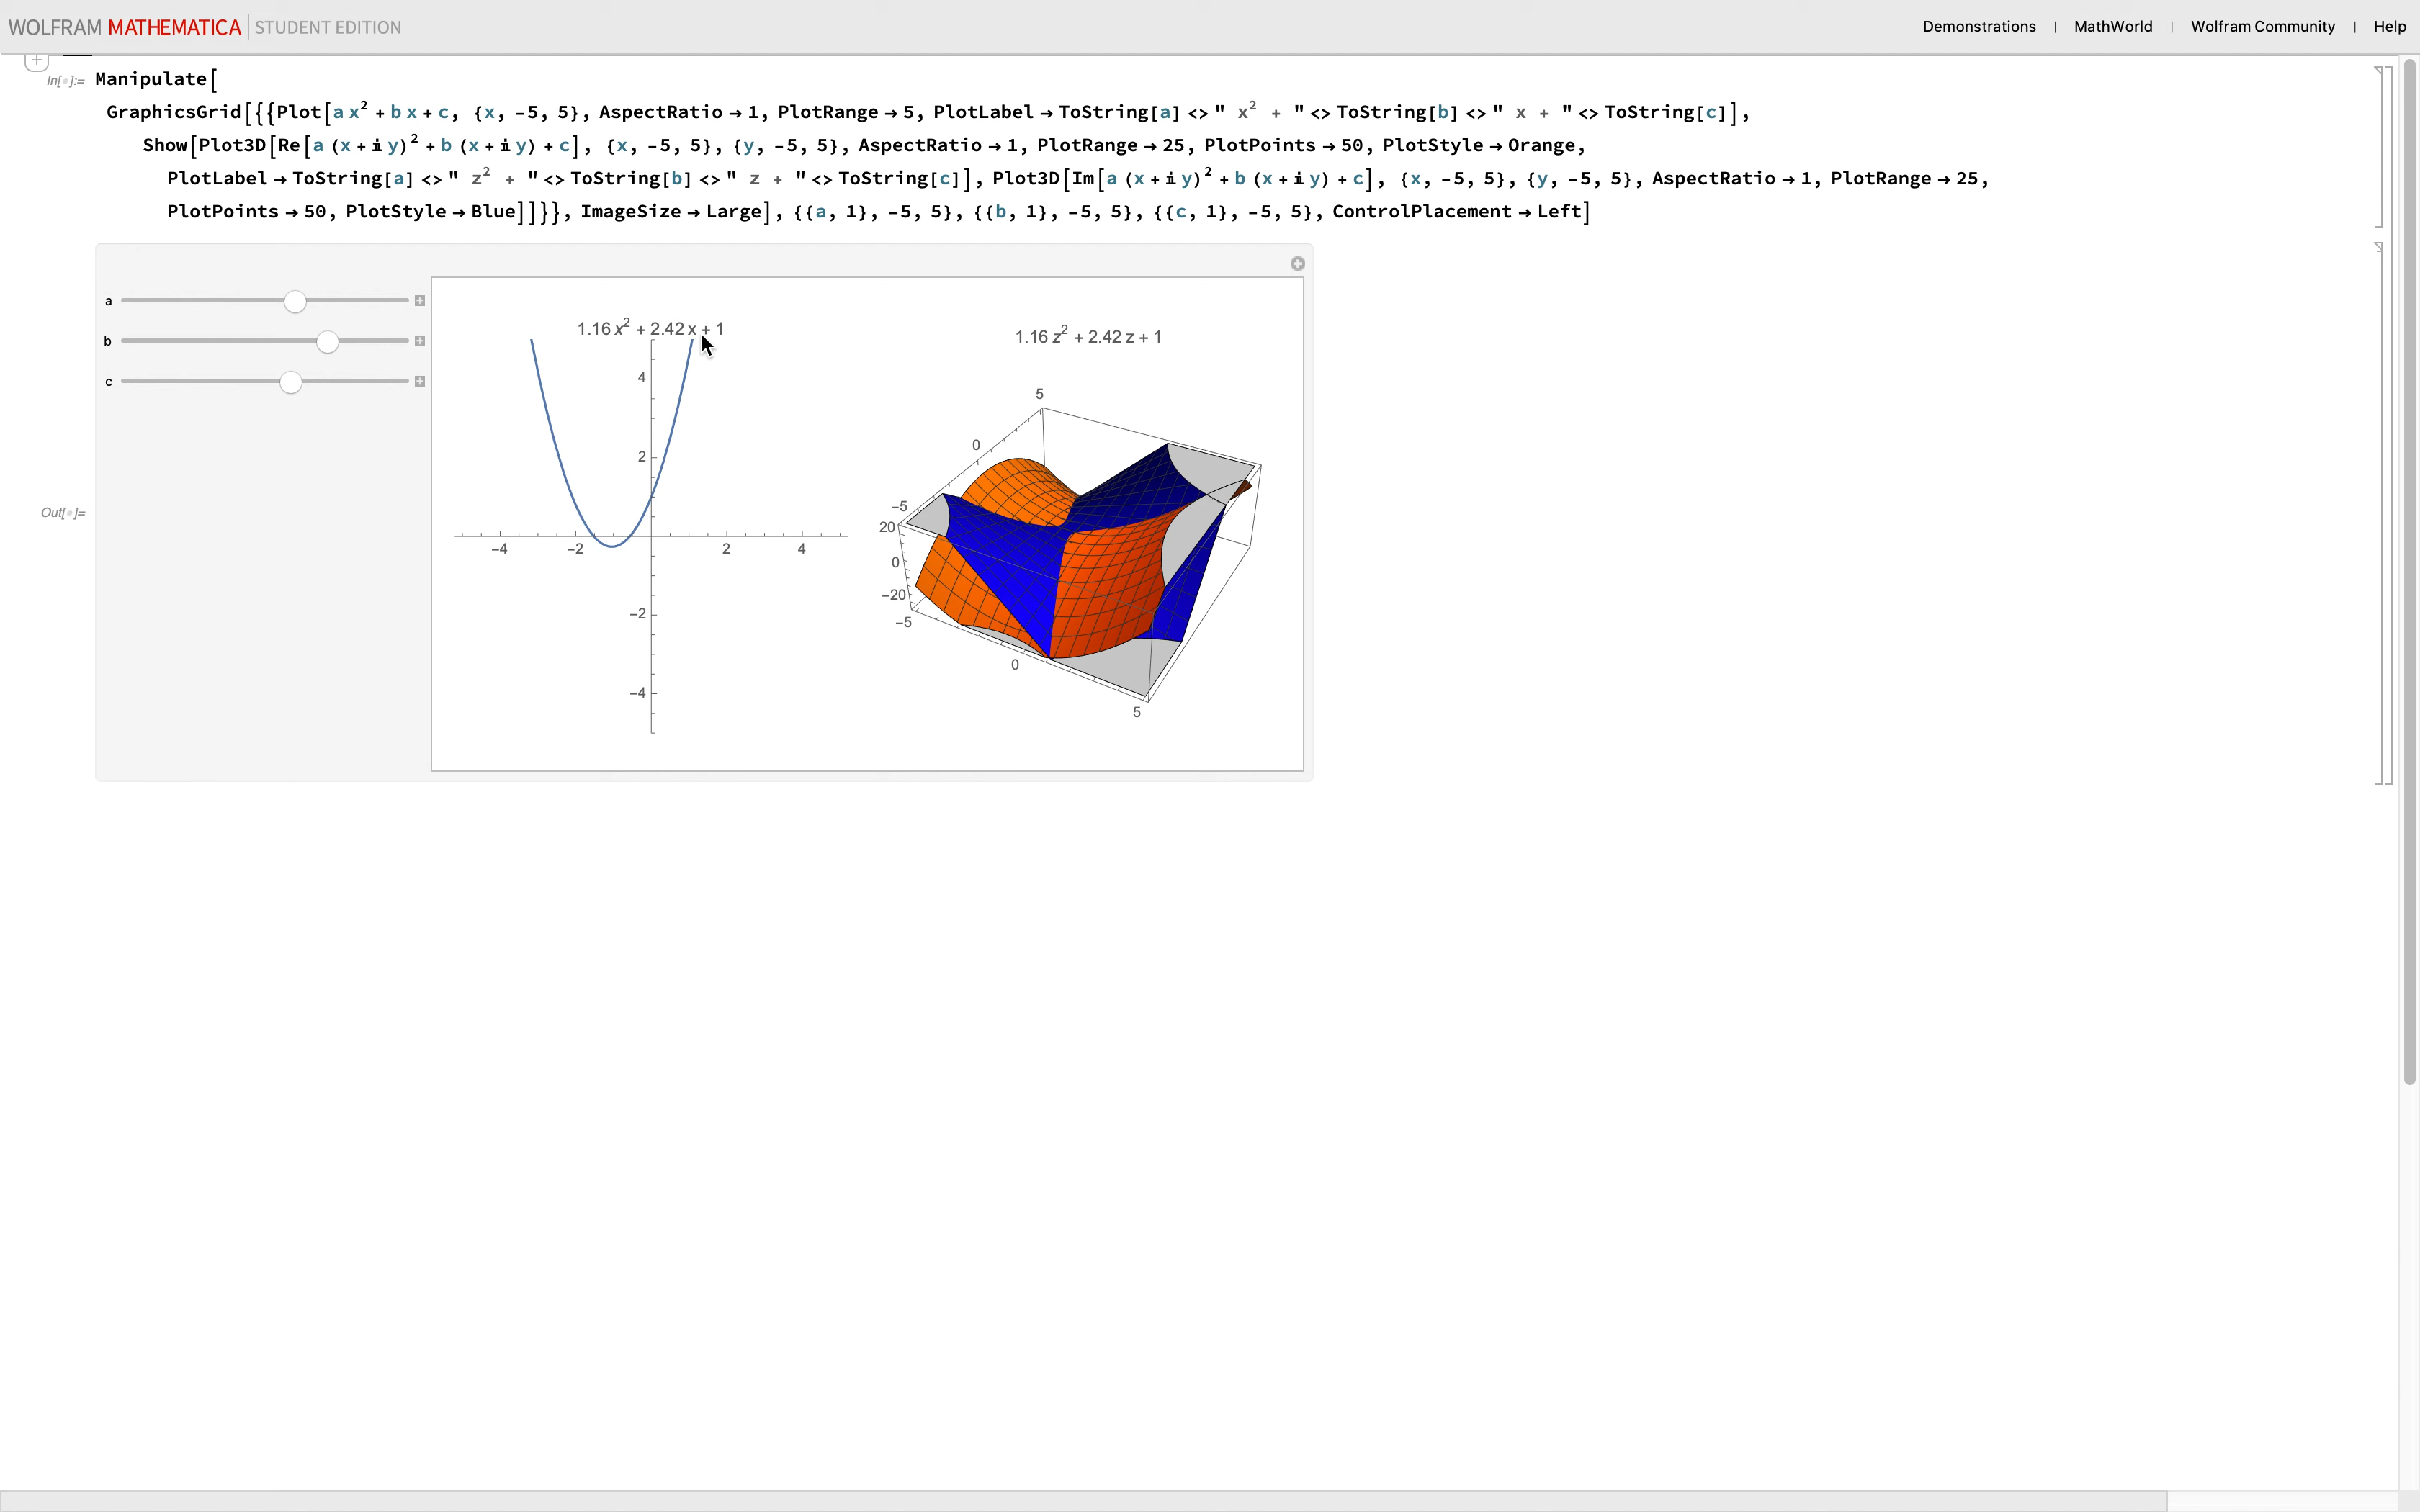 WOLFRAM MATHEMATICA STUDENT EDITION
Demonstrations | MathWorld | Wolfram Community | Help
In[ ]:= Manipulate[
GraphicsGrid[{{Plot[a x² + b x + c, {x, -5, 5}, AspectRatio → 1, PlotRange → 5, PlotLabel → ToString[a] <> " x² + " <> ToString[b] <> " x + " <> ToString[c]],
Show[Plot3D[Re[a (x + ⅈ y)² + b (x + ⅈ y) + c], {x, -5, 5}, {y, -5, 5}, AspectRatio → 1, PlotRange → 25, PlotPoints → 50, PlotStyle → Orange,
PlotLabel → ToString[a] <> " z² + " <> ToString[b] <> " z + " <> ToString[c]], Plot3D[Im[a (x + ⅈ y)² + b (x + ⅈ y) + c], {x, -5, 5}, {y, -5, 5}, AspectRatio → 1, PlotRange → 25,
PlotPoints → 50, PlotStyle → Blue]]}}, ImageSize → Large], {{a, 1}, -5, 5}, {{b, 1}, -5, 5}, {{c, 1}, -5, 5}, ControlPlacement → Left]
Out[ ]=
a
b
c
1.16 x² + 2.42 x + 1
4
2
-4 -2 2 4
-2
-4
1.16 z² + 2.42 z + 1
5
0
-5
20
0
-20
-5
0
5